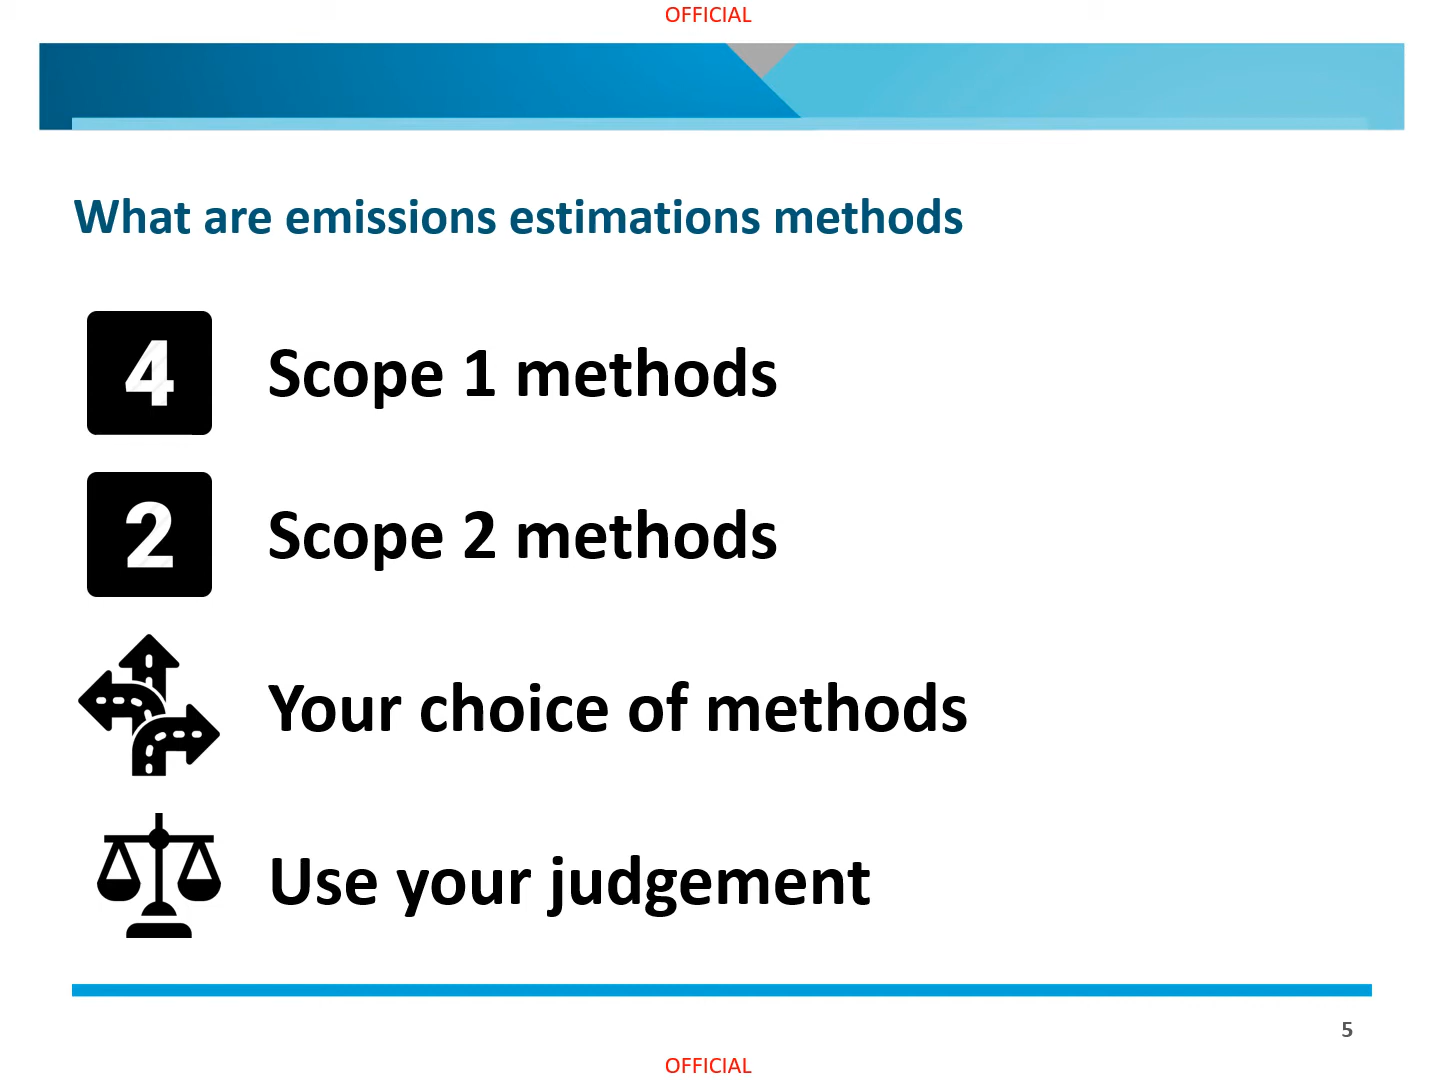 OFFICIAL
What are emissions estimations methods
4 Scope 1 methods
2 Scope 2 methods
Your choice of methods
Use your judgement
5
OFFICIAL